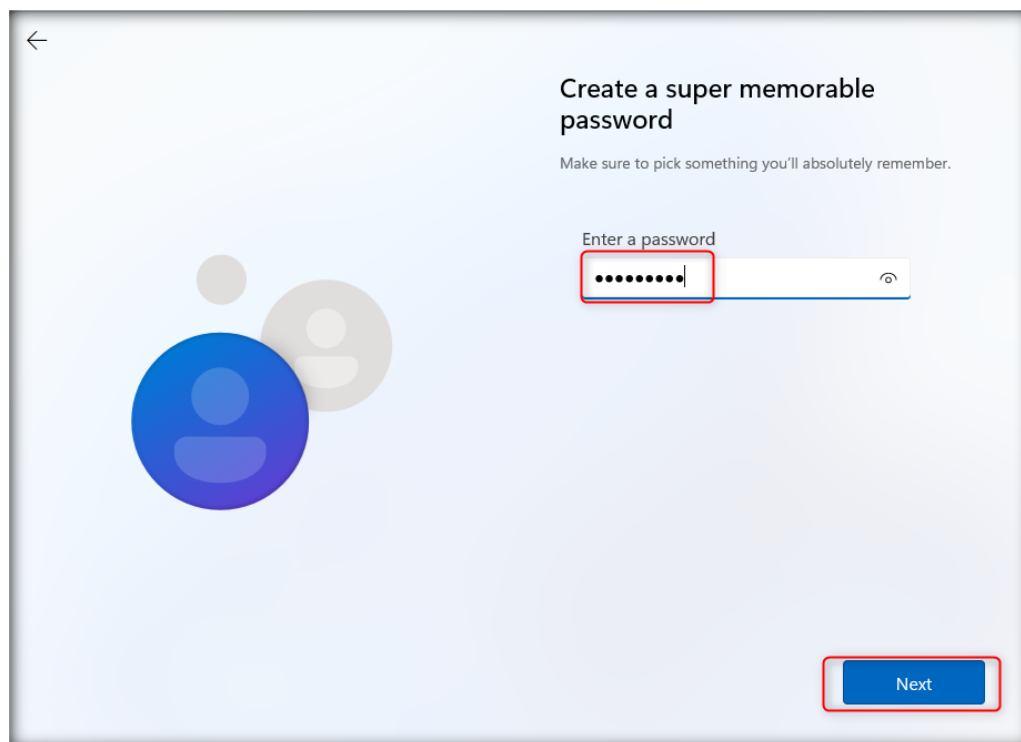 Create a super memorable
password
Make sure to pick something you'll absolutely remember.
Enter a password
•••••••••
Next